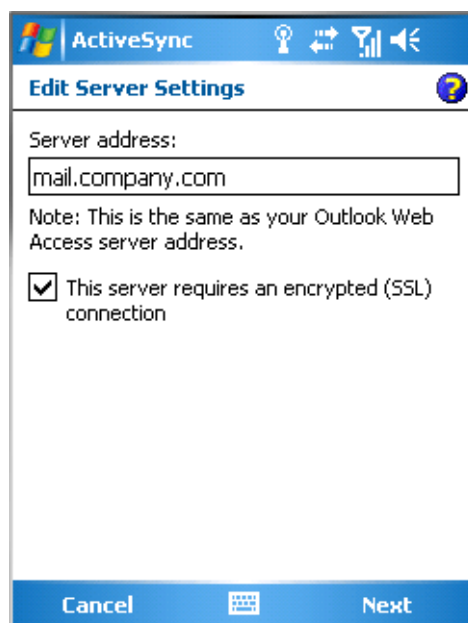 ActiveSync
Edit Server Settings
?
Server address:
mail.company.com
Note: This is the same as your Outlook Web
Access server address.
This server requires an encrypted (SSL)
connection
Cancel Next